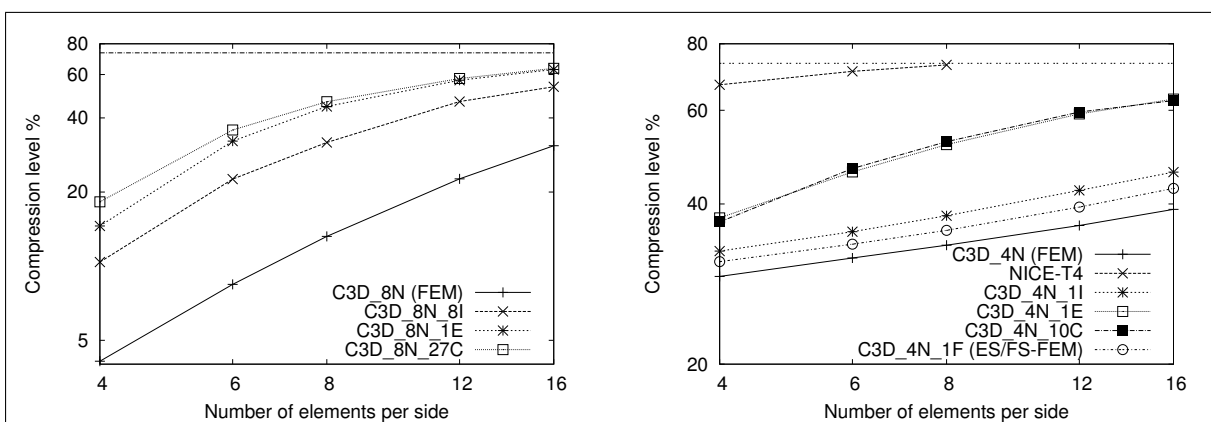 80
60
40
20
5
4
6
8
12
16
Compression level %
Number of elements per side
C3D_8N (FEM)
C3D_8N_8I
C3D_8N_1E
C3D_8N_27C
80
60
40
20
4
6
8
12
16
Compression level %
Number of elements per side
C3D_4N (FEM)
NICE-T4
C3D_4N_1I
C3D_4N_1E
C3D_4N_10C
C3D_4N_1F (ES/FS-FEM)